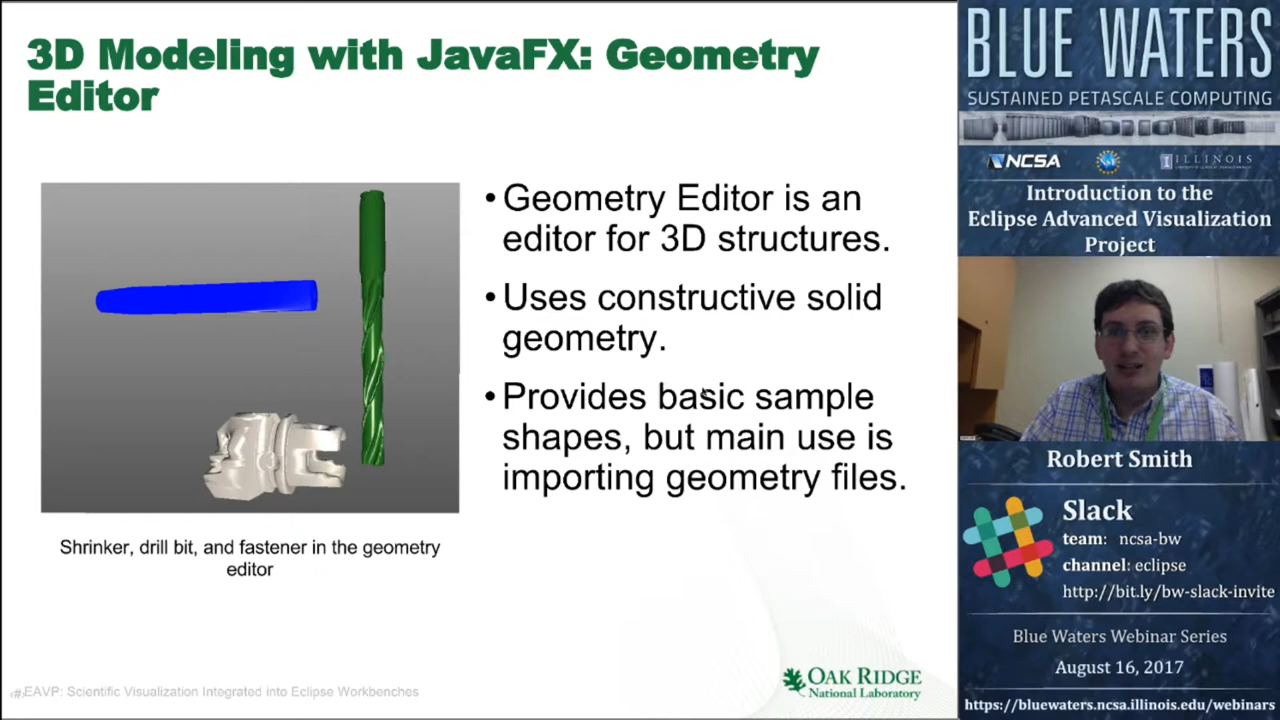 3D Modeling with JavaFX: Geometry
Editor
• Geometry Editor is an
editor for 3D structures.
• Uses constructive solid
geometry.
• Provides basic sample
shapes, but main use is
importing geometry files.
Shrinker, drill bit, and fastener in the geometry
editor
EAVP: Scientific Visualization Integrated into Eclipse Workbenches
OAK RIDGE
National Laboratory
BLUE WATERS
SUSTAINED PETASCALE COMPUTING
NCSA
NSF
ILLINOIS
Introduction to the
Eclipse Advanced Visualization
Project
Robert Smith
Slack
team: ncsa-bw
channel: eclipse
http://bit.ly/bw-slack-invite
Blue Waters Webinar Series
August 16, 2017
https://bluewaters.ncsa.illinois.edu/webinars